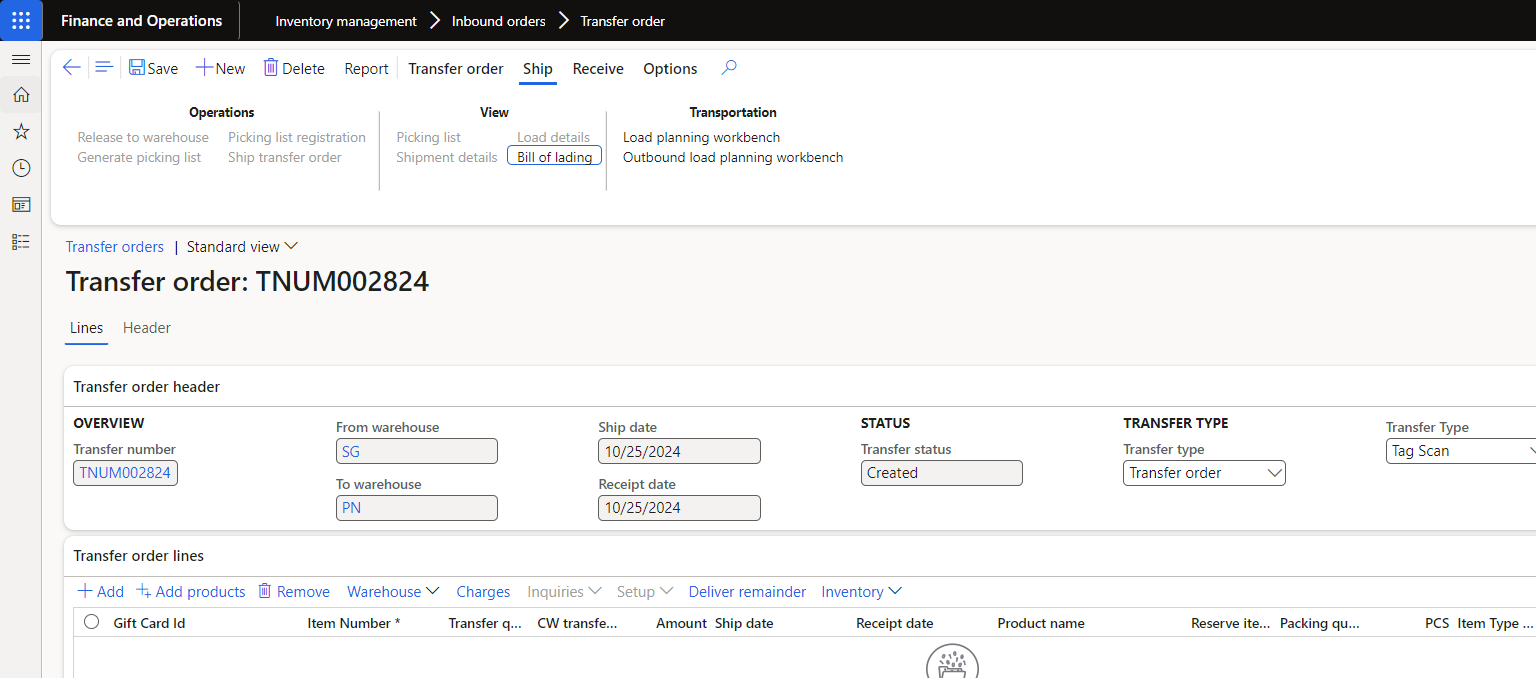 Finance and Operations Inventory management Inbound orders Transfer order
Save New Delete Report Transfer order Ship Receive Options
Operations View Transportation
Release to warehouse Picking list registration Picking list Load details Load planning workbench
Generate picking list Ship transfer order Shipment details Bill of lading Outbound load planning workbench
Transfer orders | Standard view
Transfer order: TNUM002824
Lines Header
Transfer order header
OVERVIEW From warehouse Ship date STATUS TRANSFER TYPE Transfer Type
Transfer number SG 10/25/2024 Transfer status Transfer type Tag Scan
TNUM002824 To warehouse Receipt date Created Transfer order
PN 10/25/2024
Transfer order lines
Add Add products Remove Warehouse Charges Inquiries Setup Deliver remainder Inventory
Gift Card Id Item Number * Transfer q... CW transfe... Amount Ship date Receipt date Product name Reserve ite... Packing qu... PCS Item Type ...